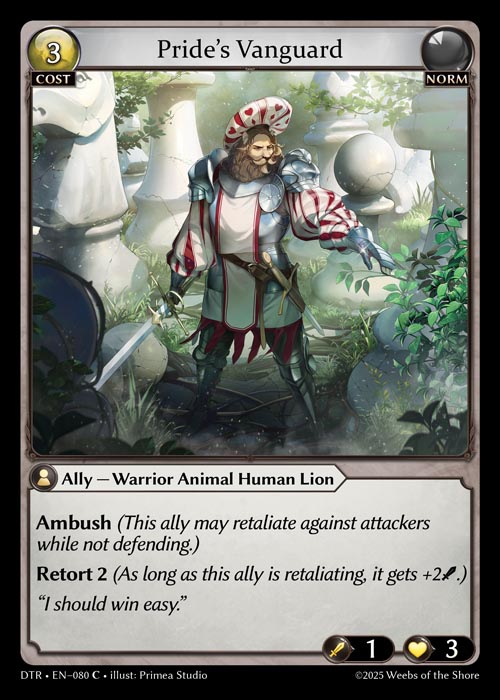 3 Pride's Vanguard
COST NORM
Ally — Warrior Animal Human Lion
Ambush (This ally may retaliate against attackers
while not defending.)
Retort 2 (As long as this ally is retaliating, it gets +2.)
“I should win easy.”
1 3
DTR • EN–080 C • illust: Primea Studio ©2025 Weebs of the Shore